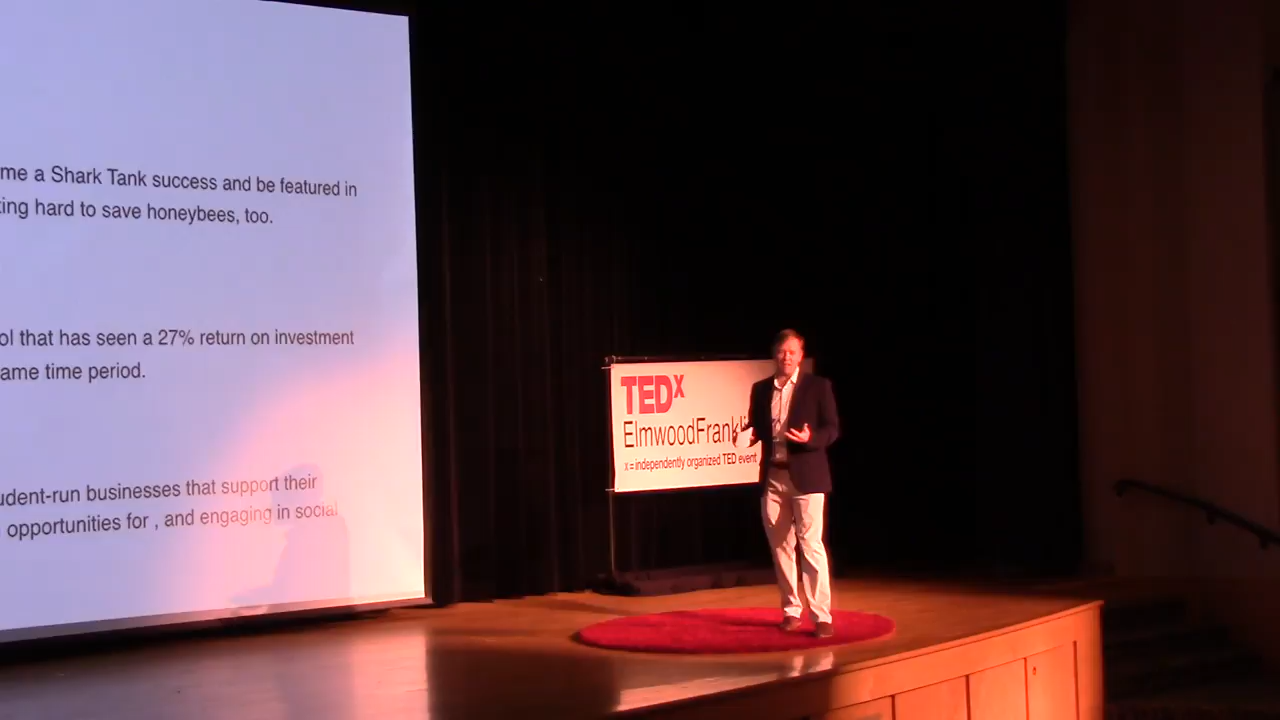 me a Shark Tank success and be featured in
ing hard to save honeybees, too.
ol that has seen a 27% return on investment
ame time period.
udent-run businesses that support their
opportunities for , and engaging in social
TEDx
ElmwoodFrankli
x = independently organized TED event